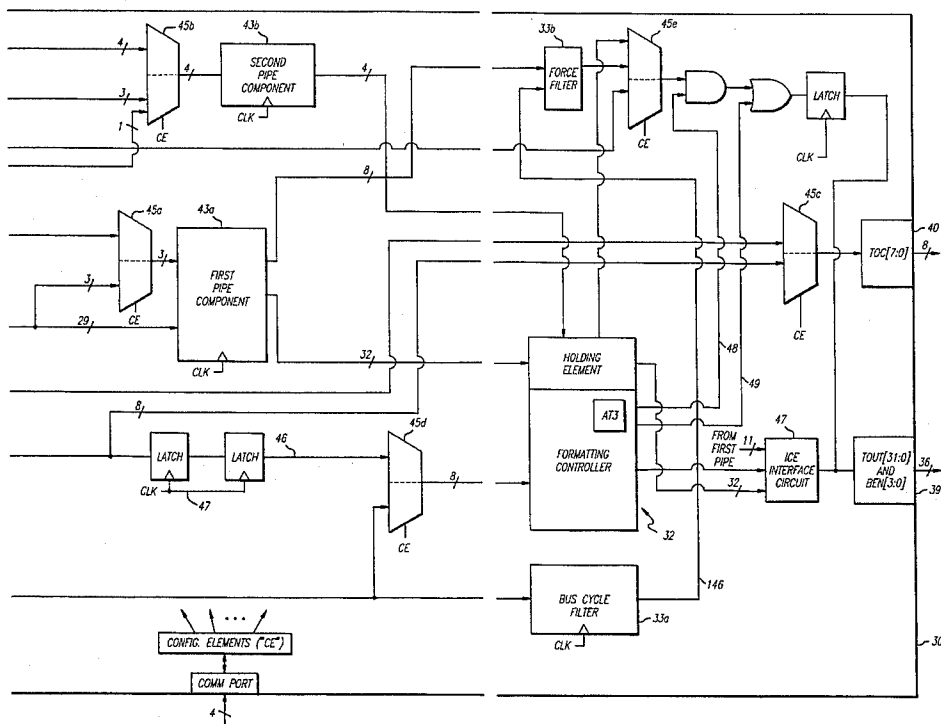 45b
43b
45e
33b
4
4
SECOND
PIPE
COMPONENT
4
FORCE
FILTER
LATCH
3
1
CLK
CE
CE
CLK
8
45a
43a
45c
40
3
FIRST
PIPE
COMPONENT
TOC[7:0]
8
3
29
CE
CE
CLK
32
HOLDING
ELEMENT
48
49
8
45d
AT3
47
LATCH
LATCH
46
FORMATTING
CONTROLLER
FROM
FIRST
PIPE
11
ICE
INTERFACE
CIRCUIT
TOUT[31:0]
AND
BEN[3:0]
36
8
CLK
47
32
39
CE
32
146
BUS CYCLE
FILTER
33a
CLK
...
CONFIG. ELEMENTS ("CE")
30
COMM PORT
4